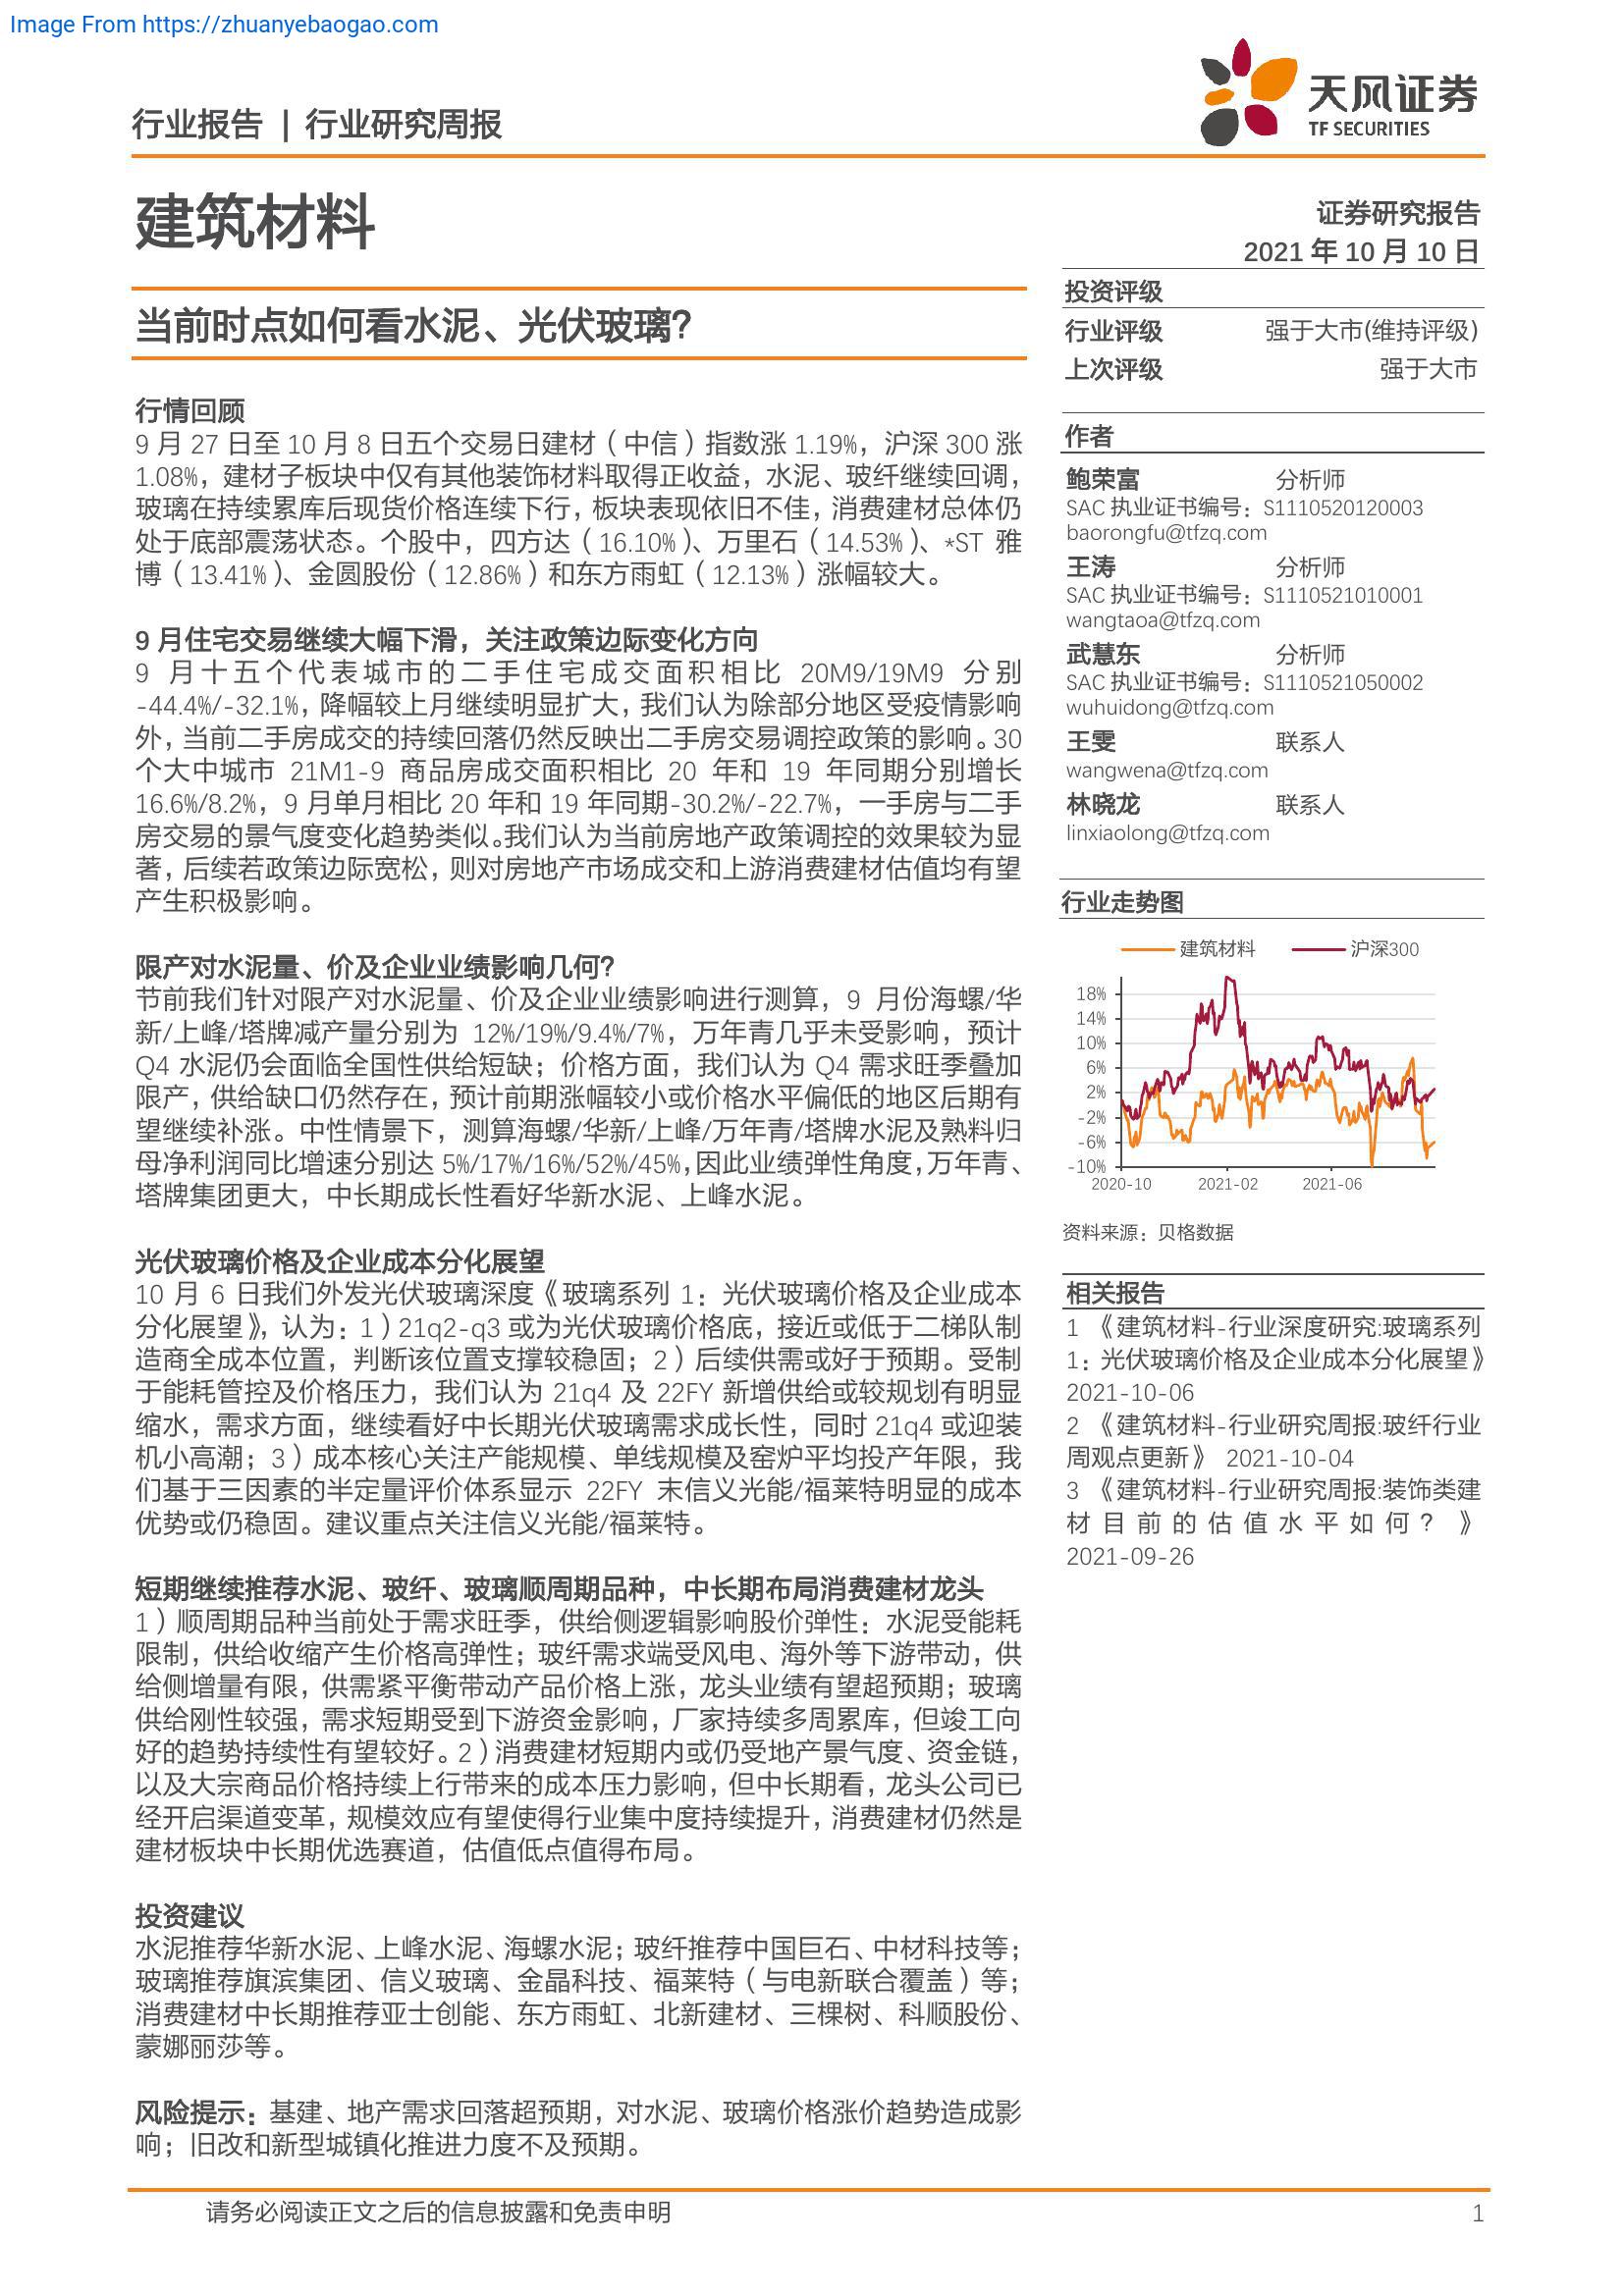 Image From https://zhuanyebaogao.com
行业报告 | 行业研究周报
天风证券
TF SECURITIES
建筑材料
证券研究报告
2021 年 10 月 10 日
当前时点如何看水泥、光伏玻璃？
行情回顾
9 月 27 日至 10 月 8 日五个交易日建材（中信）指数涨 1.19%，沪深 300 涨
1.08%，建材子板块中仅有其他装饰材料取得正收益，水泥、玻纤继续回调，
玻璃在持续累库后现货价格连续下行，板块表现依旧不佳，消费建材总体仍
处于底部震荡状态。个股中，四方达（16.10%）、万里石（14.53%）、*ST 雅
博（13.41%）、金圆股份（12.86%）和东方雨虹（12.13%）涨幅较大。
9 月住宅交易继续大幅下滑，关注政策边际变化方向
9 月十五个代表城市的二手住宅成交面积相比 20M9/19M9 分别
-44.4%/-32.1%，降幅较上月继续明显扩大，我们认为除部分地区受疫情影响
外，当前二手房成交的持续回落仍然反映出二手房交易调控政策的影响。30
个大中城市 21M1-9 商品房成交面积相比 20 年和 19 年同期分别增长
16.6%/8.2%，9 月单月相比 20 年和 19 年同期-30.2%/-22.7%，一手房与二手
房交易的景气度变化趋势类似。我们认为当前房地产政策调控的效果较为显
著，后续若政策边际宽松，则对房地产市场成交和上游消费建材估值均有望
产生积极影响。
限产对水泥量、价及企业业绩影响几何？
节前我们针对限产对水泥量、价及企业业绩影响进行测算，9 月份海螺/华
新/上峰/塔牌减产量分别为 12%/19%/9.4%/7%，万年青几乎未受影响，预计
Q4 水泥仍会面临全国性供给短缺；价格方面，我们认为 Q4 需求旺季叠加
限产，供给缺口仍然存在，预计前期涨幅较小或价格水平偏低的地区后期有
望继续补涨。中性情景下，测算海螺/华新/上峰/万年青/塔牌水泥及熟料归
母净利润同比增速分别达 5%/17%/16%/52%/45%，因此业绩弹性角度，万年青、
塔牌集团更大，中长期成长性看好华新水泥、上峰水泥。
光伏玻璃价格及企业成本分化展望
10 月 6 日我们外发光伏玻璃深度《玻璃系列 1：光伏玻璃价格及企业成本
分化展望》，认为：1）21q2-q3 或为光伏玻璃价格底，接近或低于二梯队制
造商全成本位置，判断该位置支撑较稳固；2）后续供需或好于预期。受制
于能耗管控及价格压力，我们认为 21q4 及 22FY 新增供给或较规划有明显
缩水，需求方面，继续看好中长期光伏玻璃需求成长性，同时 21q4 或迎装
机小高潮；3）成本核心关注产能规模、单线规模及窑炉平均投产年限，我
们基于三因素的半定量评价体系显示 22FY 末信义光能/福莱特明显的成本
优势或仍稳固。建议重点关注信义光能/福莱特。
短期继续推荐水泥、玻纤、玻璃顺周期品种，中长期布局消费建材龙头
1）顺周期品种当前处于需求旺季，供给侧逻辑影响股价弹性：水泥受能耗
限制，供给收缩产生价格高弹性；玻纤需求端受风电、海外等下游带动，供
给侧增量有限，供需紧平衡带动产品价格上涨，龙头业绩有望超预期；玻璃
供给刚性较强，需求短期受到下游资金影响，厂家持续多周累库，但竣工向
好的趋势持续性有望较好。2）消费建材短期内或仍受地产景气度、资金链，
以及大宗商品价格持续上行带来的成本压力影响，但中长期看，龙头公司已
经开启渠道变革，规模效应有望使得行业集中度持续提升，消费建材仍然是
建材板块中长期优选赛道，估值低点值得布局。
投资建议
水泥推荐华新水泥、上峰水泥、海螺水泥；玻纤推荐中国巨石、中材科技等；
玻璃推荐旗滨集团、信义玻璃、金晶科技、福莱特（与电新联合覆盖）等；
消费建材中长期推荐亚士创能、东方雨虹、北新建材、三棵树、科顺股份、
蒙娜丽莎等。
风险提示：基建、地产需求回落超预期，对水泥、玻璃价格涨价趋势造成影
响；旧改和新型城镇化推进力度不及预期。
投资评级
行业评级 强于大市(维持评级)
上次评级 强于大市
作者
鲍荣富 分析师
SAC 执业证书编号：S1110520120003
baorongfu@tfzq.com
王涛 分析师
SAC 执业证书编号：S1110521010001
wangtaoa@tfzq.com
武慧东 分析师
SAC 执业证书编号：S1110521050002
wuhuidong@tfzq.com
王雯 联系人
wangwena@tfzq.com
林晓龙 联系人
linxiaolong@tfzq.com
行业走势图
建筑材料 沪深300
18%
14%
10%
6%
2%
-2%
-6%
-10%
2020-10 2021-02 2021-06
资料来源：贝格数据
相关报告
1 《建筑材料-行业深度研究:玻璃系列
1：光伏玻璃价格及企业成本分化展望》
2021-10-06
2 《建筑材料-行业研究周报:玻纤行业
周观点更新》 2021-10-04
3 《建筑材料-行业研究周报:装饰类建
材目前的估值水平如何？》
2021-09-26
请务必阅读正文之后的信息披露和免责申明 1